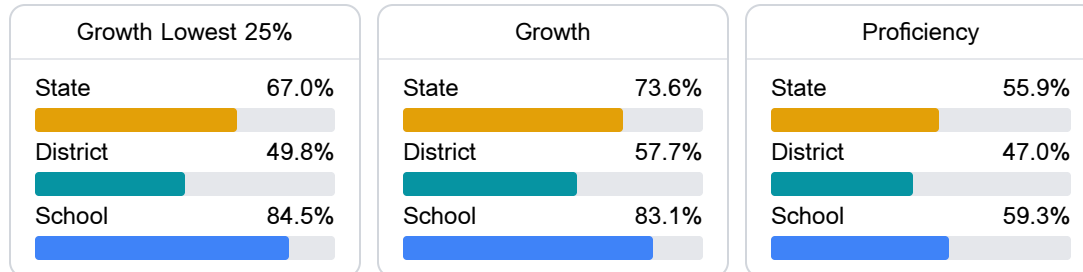 Growth Lowest 25%
State 67.0%
District 49.8%
School 84.5%
Growth
State 73.6%
District 57.7%
School 83.1%
Proficiency
State 55.9%
District 47.0%
School 59.3%